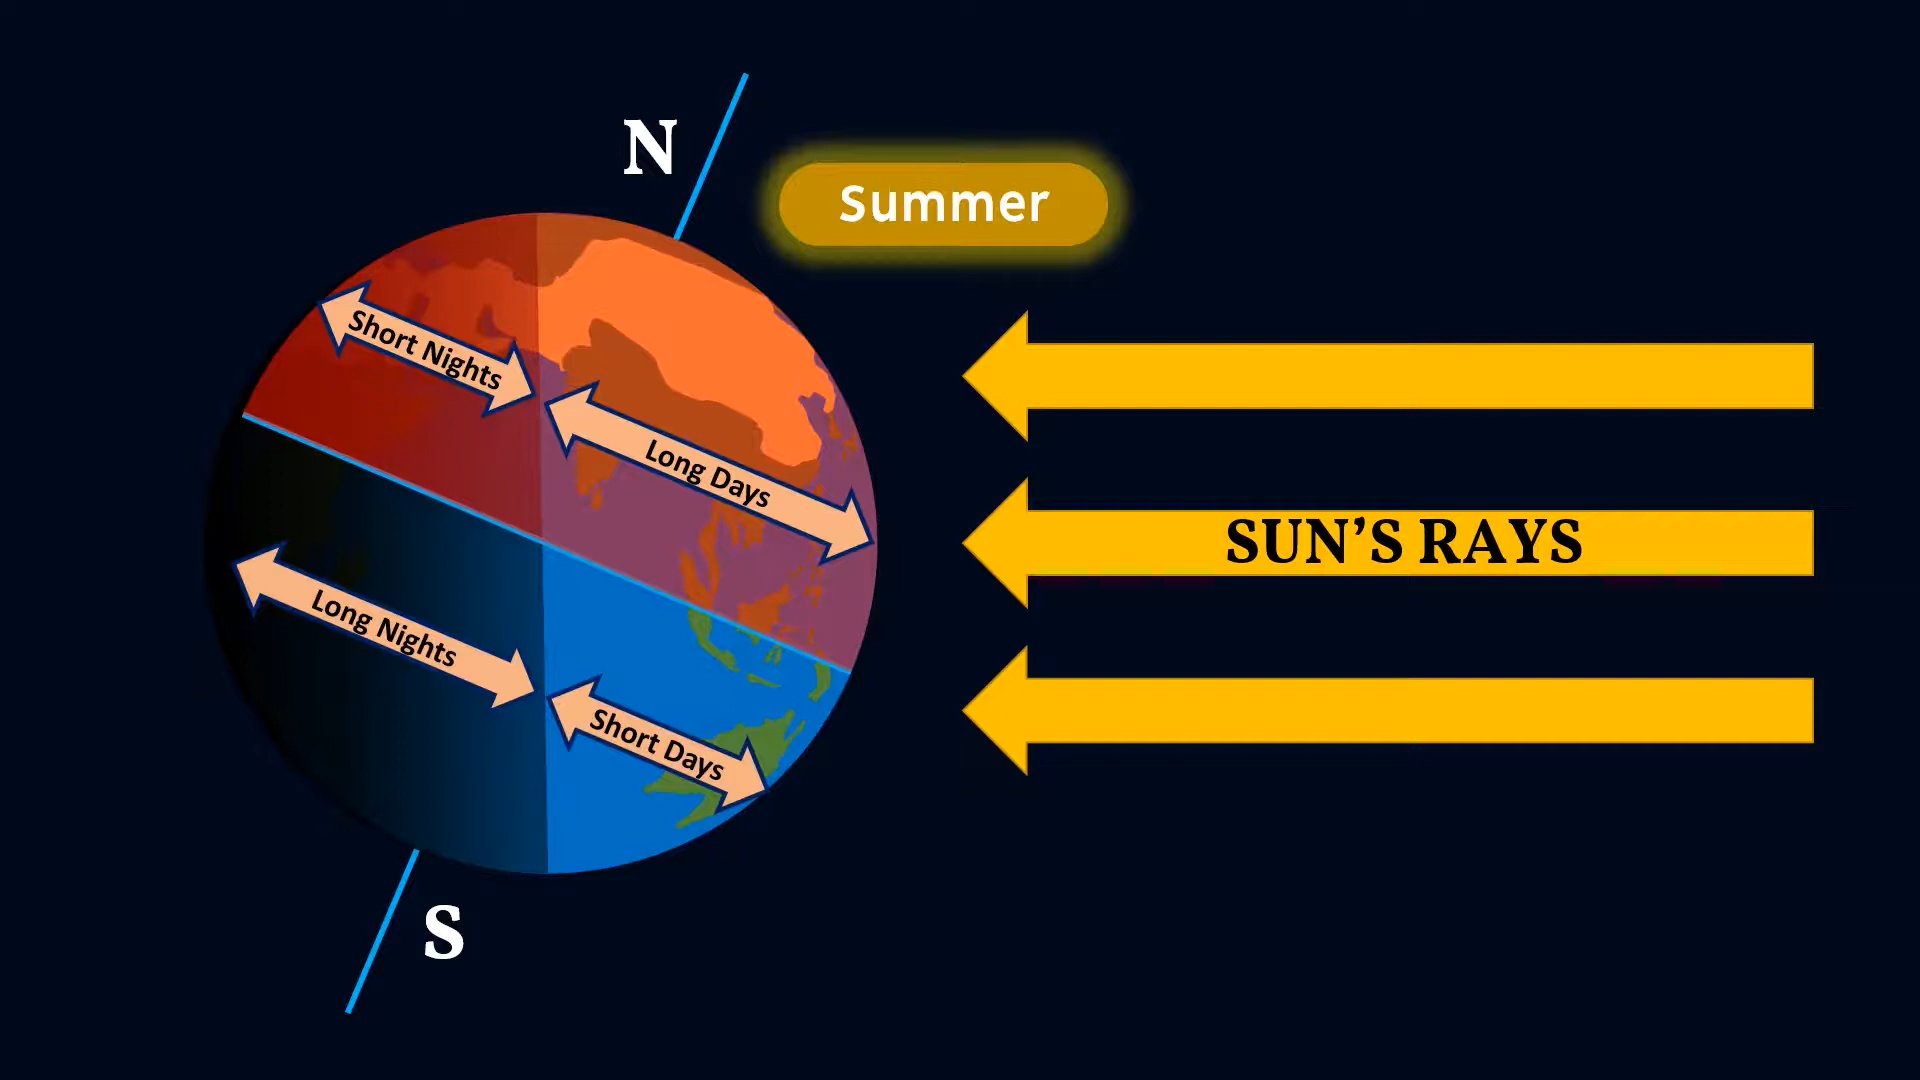 N
Summer
Short Nights
Long Days
SUN’S RAYS
Long Nights
Short Days
S